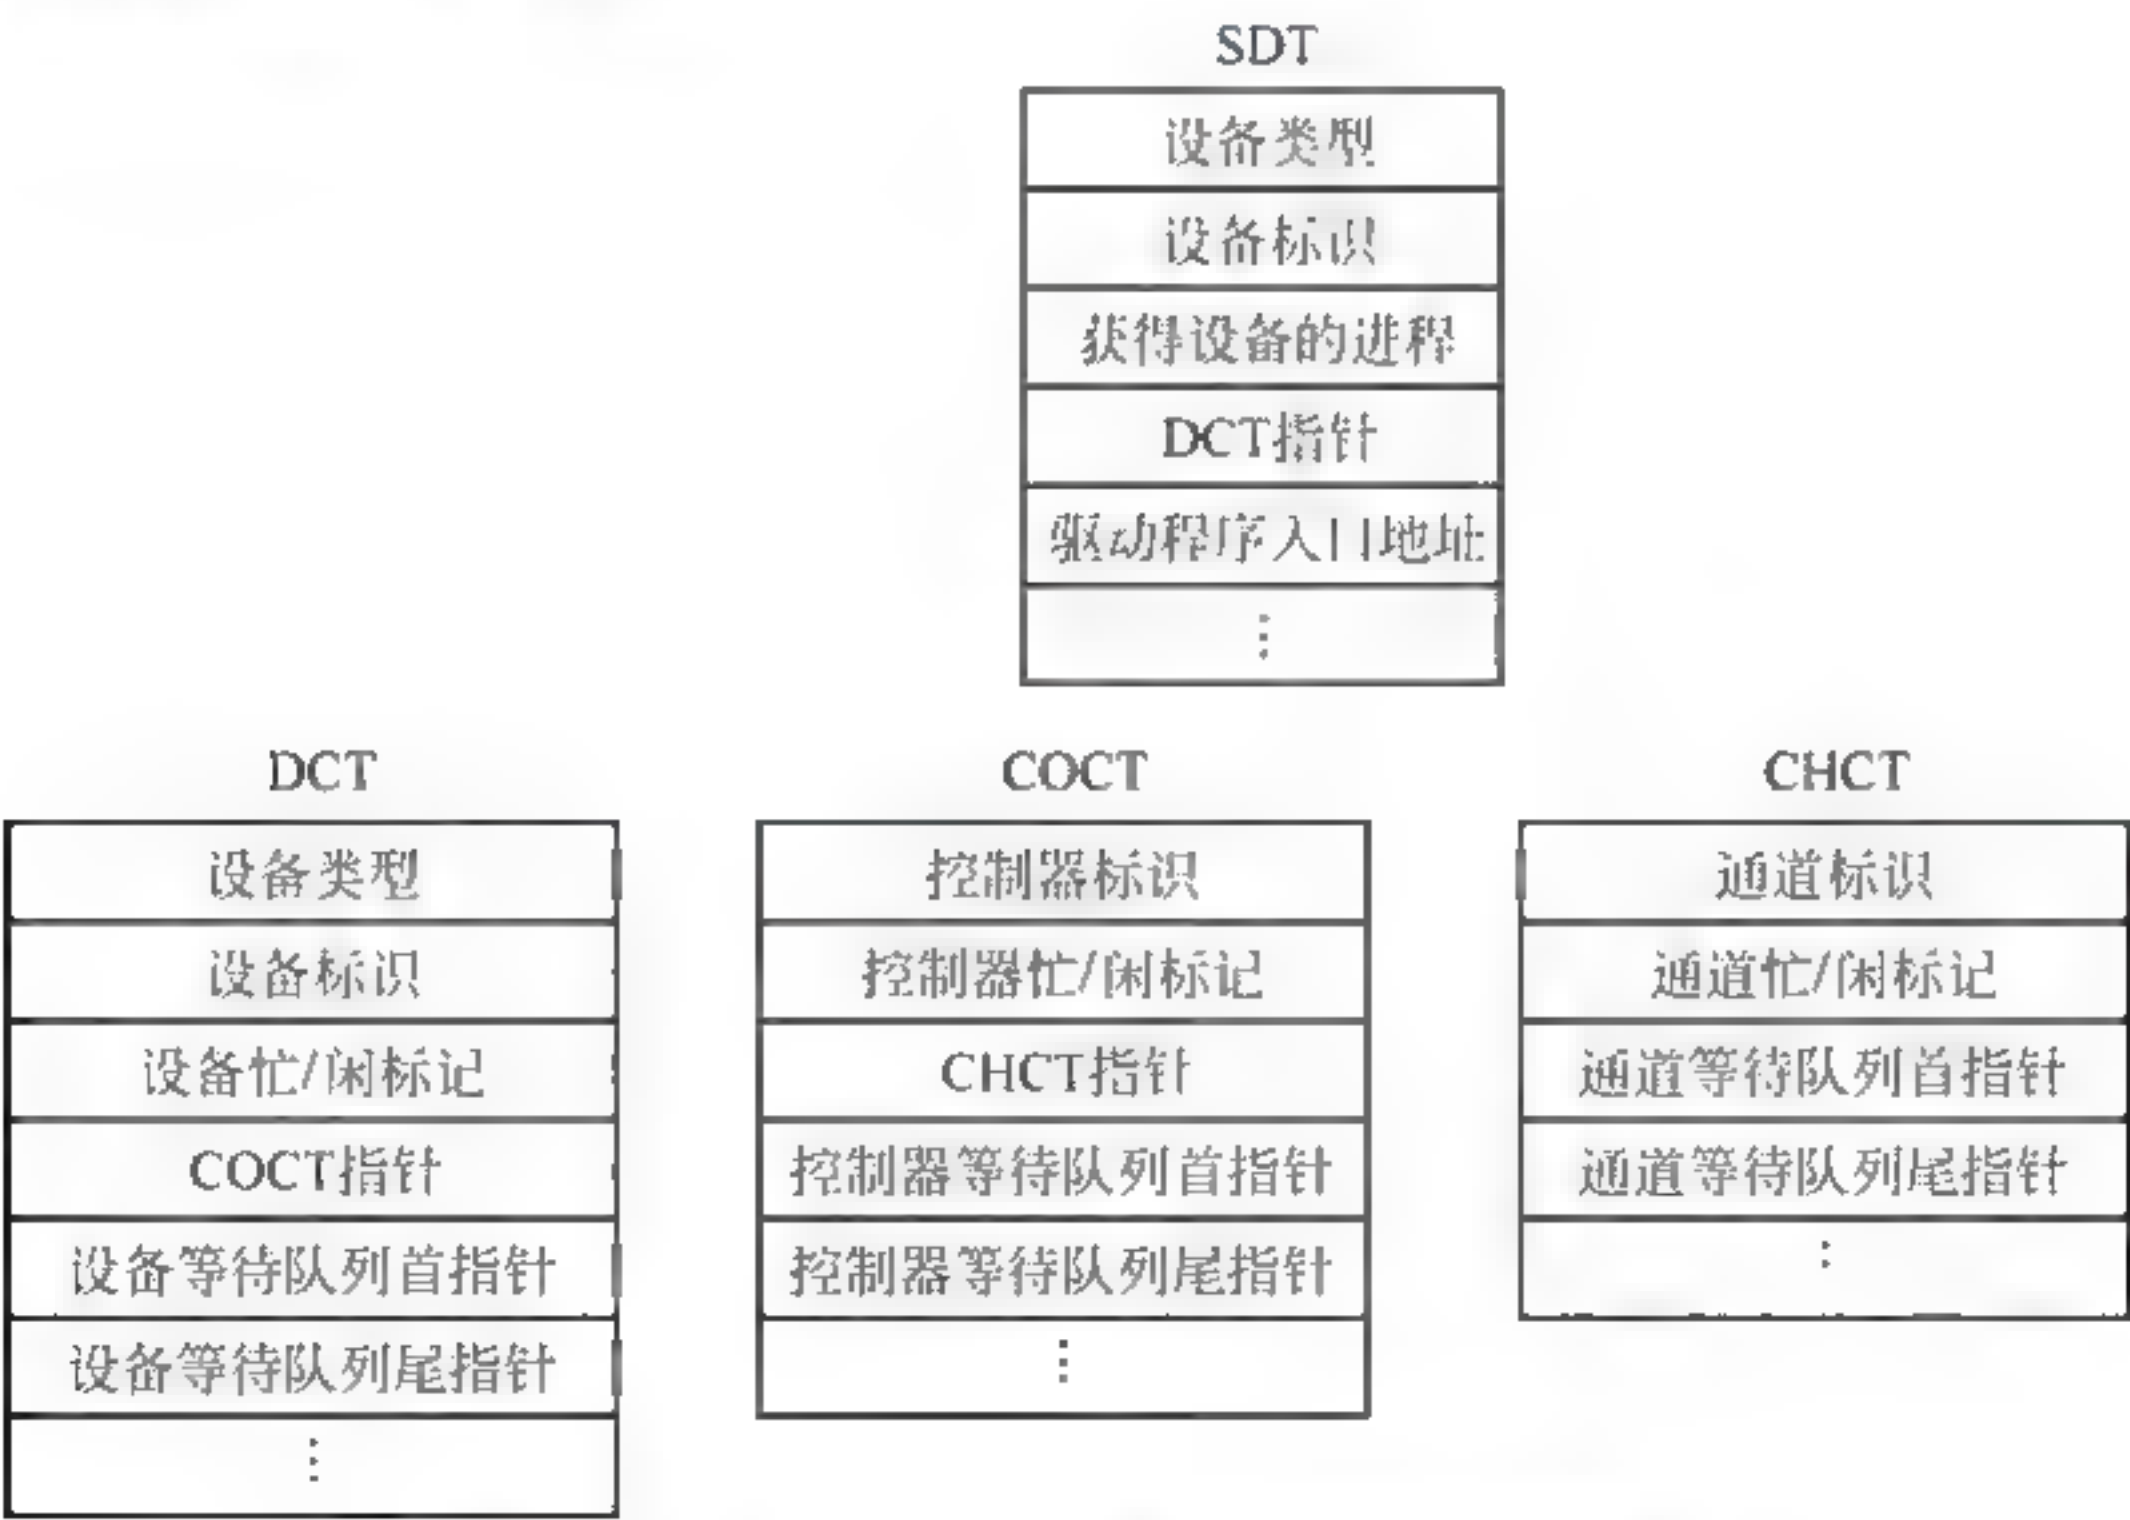 SDT
设备类型
设备标识
获得设备的进程
DCT指针
驱动程序入口地址
⋮
DCT
设备类型
设备标识
设备忙/闲标记
COCT指针
设备等待队列首指针
设备等待队列尾指针
⋮
COCT
控制器标识
控制器忙/闲标记
CHCT指针
控制器等待队列首指针
控制器等待队列尾指针
⋮
CHCT
通道标识
通道忙/闲标记
通道等待队列首指针
通道等待队列尾指针
⋮